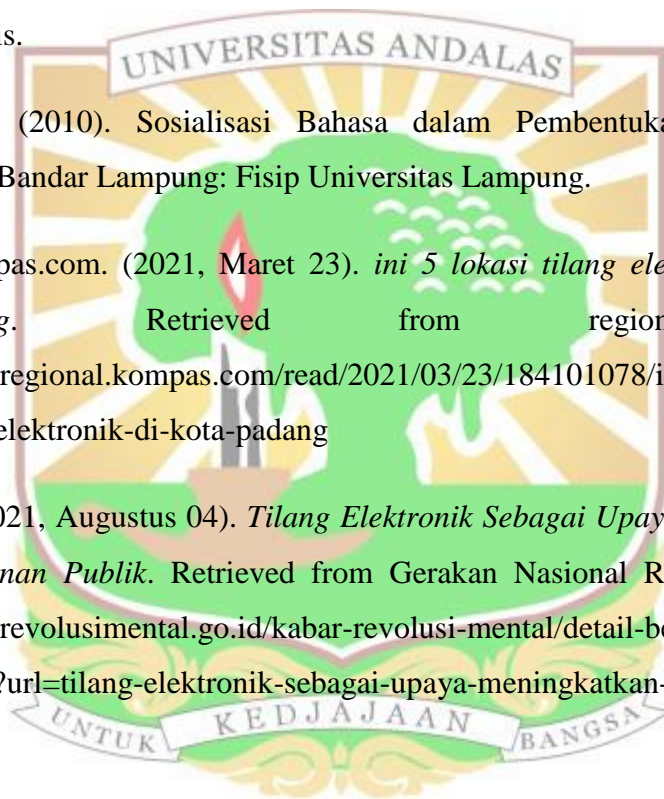 is.
UNIVERSITAS ANDALAS
(2010). Sosialisasi Bahasa dalam Pembentuka
Bandar Lampung: Fisip Universitas Lampung.
pas.com. (2021, Maret 23). ini 5 lokasi tilang ele
g. Retrieved from region
regional.kompas.com/read/2021/03/23/184101078/i
elektronik-di-kota-padang
021, Augustus 04). Tilang Elektronik Sebagai Upay
nan Publik. Retrieved from Gerakan Nasional R
revolusimental.go.id/kabar-revolusi-mental/detail-be
?url=tilang-elektronik-sebagai-upaya-meningkatkan-
UNTUK KEDJAJAAN BANGSA